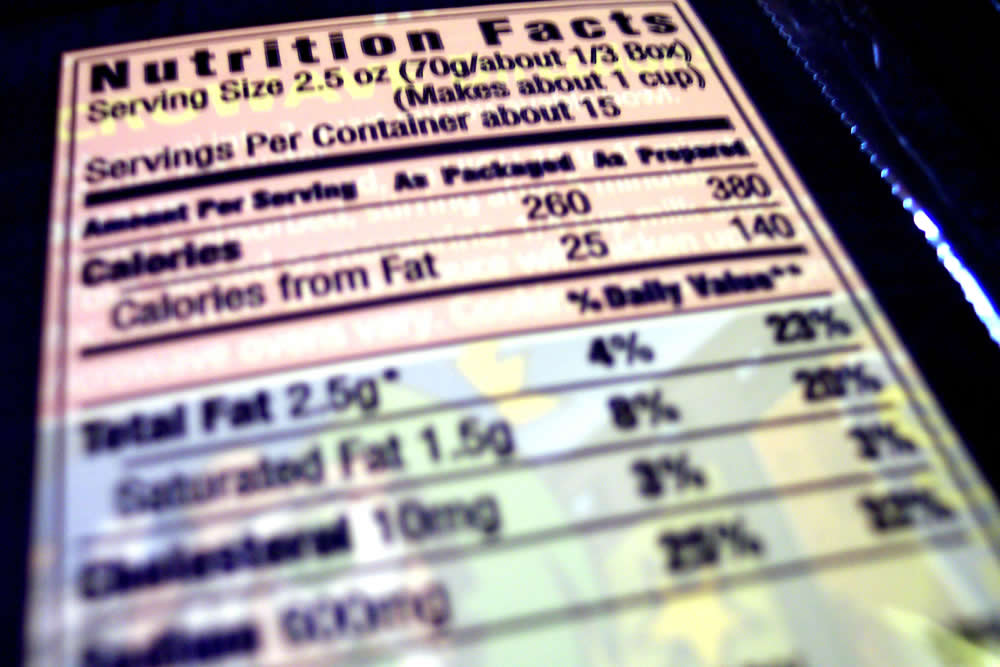 Nutrition Facts
Serving Size 2.5 oz (70g/about 1/3 Box)
(Makes about 1 cup)
Servings Per Container about 15
Amount Per Serving As Packaged As Prepared
Calories 260 380
Calories from Fat 25 140
% Daily Value**
Total Fat 2.5g* 4% 23%
Saturated Fat 1.5g 8% 20%
Cholesterol 10mg 3% 3%
Sodium